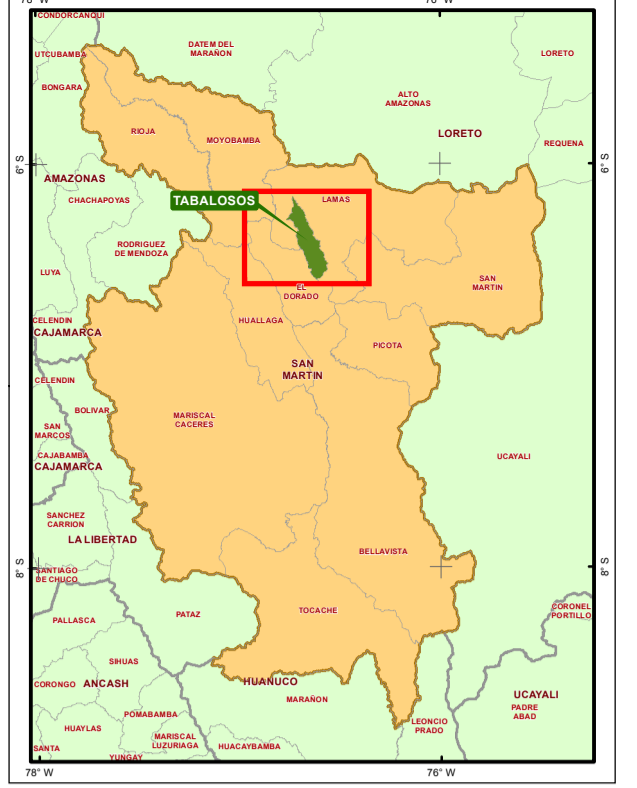 78° W
76° W
CONDORCANQUI
DATEM DEL
MARAÑON
UTCUBAMBA
LORETO
BONGARA
ALTO
AMAZONAS
RIOJA
MOYOBAMBA
LORETO
REQUENA
6° S
6° S
AMAZONAS
CHACHAPOYAS
TABALOSOS
LAMAS
RODRIGUEZ
DE MENDOZA
LUYA
SAN
MARTIN
EL
DORADO
CELENDIN
CAJAMARCA
HUALLAGA
PICOTA
SAN
MARTIN
CELENDIN
BOLIVAR
MARISCAL
CACERES
SAN
MARCOS
CAJABAMBA
CAJAMARCA
UCAYALI
SANCHEZ
CARRION
LA LIBERTAD
BELLAVISTA
8° S
8° S
SANTIAGO
DE CHUCO
PALLASCA
PATAZ
TOCACHE
CORONEL
PORTILLO
SIHUAS
CORONGO
ANCASH
HUANUCO
MARAÑON
UCAYALI
PADRE
ABAD
POMABAMBA
LEONCIO
PRADO
HUAYLAS
MARISCAL
LUZURIAGA
HUACAYBAMBA
SANTA
YUNGAY
78° W
76° W